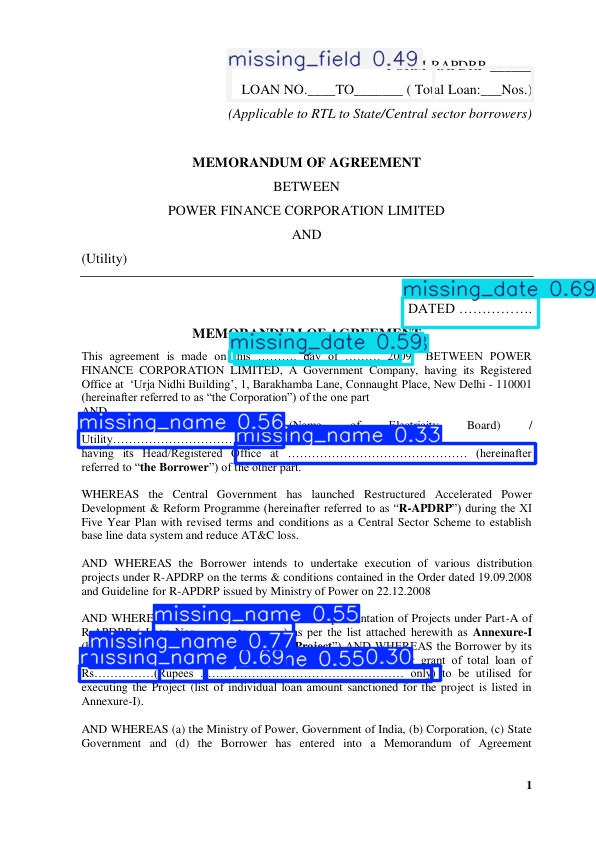 missing_field 0.49
RAPDRP ______
LOAN NO.____TO_______ ( Total Loan:___Nos.)
(Applicable to RTL to State/Central sector borrowers)
MEMORANDUM OF AGREEMENT
BETWEEN
POWER FINANCE CORPORATION LIMITED
AND
(Utility)
missing_date 0.69
DATED …………….
MEMORANDUM OF AGREEMENT
missing_date 0.59
This agreement is made on this ……….. day of ………. 2009 BETWEEN POWER
FINANCE CORPORATION LIMITED, A Government Company, having its Registered
Office at ‘Urja Nidhi Building’, 1, Barakhamba Lane, Connaught Place, New Delhi - 110001
(hereinafter referred to as “the Corporation”) of the one part
AND
missing_name 0.56
(Name of Electricity Board) /
Utility……………………………
missing_name 0.33
having its Head/Registered Office at ………………………………………… (hereinafter
referred to “the Borrower”) of the other part.
WHEREAS the Central Government has launched Restructured Accelerated Power
Development & Reform Programme (hereinafter referred to as “R-APDRP”) during the XI
Five Year Plan with revised terms and conditions as a Central Sector Scheme to establish
base line data system and reduce AT&C loss.
AND WHEREAS the Borrower intends to undertake execution of various distribution
projects under R-APDRP on the terms & conditions contained in the Order dated 19.09.2008
and Guideline for R-APDRP issued by Ministry of Power on 22.12.2008
missing_name 0.55
AND WHERE ntation of Projects under Part-A of
as per the list attached herewith as Annexure-I
missing_name 0.77
Project”) AND WHEREAS the Borrower by its
missing_name 0.69 me 0.55 0.30
grant of total loan of
Rs……………(Rupees …………………………………………… only) to be utilised for
executing the Project (list of individual loan amount sanctioned for the project is listed in
Annexure-I).
AND WHEREAS (a) the Ministry of Power, Government of India, (b) Corporation, (c) State
Government and (d) the Borrower has entered into a Memorandum of Agreement
1